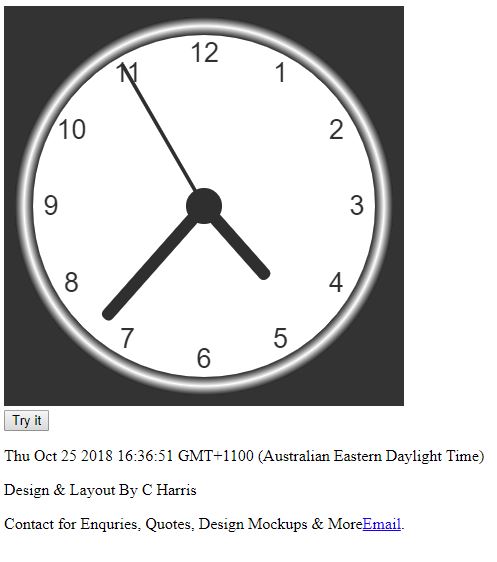 12
11 1
10 2
9 3
8 4
7 5
6
Try it
Thu Oct 25 2018 16:36:51 GMT+1100 (Australian Eastern Daylight Time)
Design & Layout By C Harris
Contact for Enquries, Quotes, Design Mockups & MoreEmail.